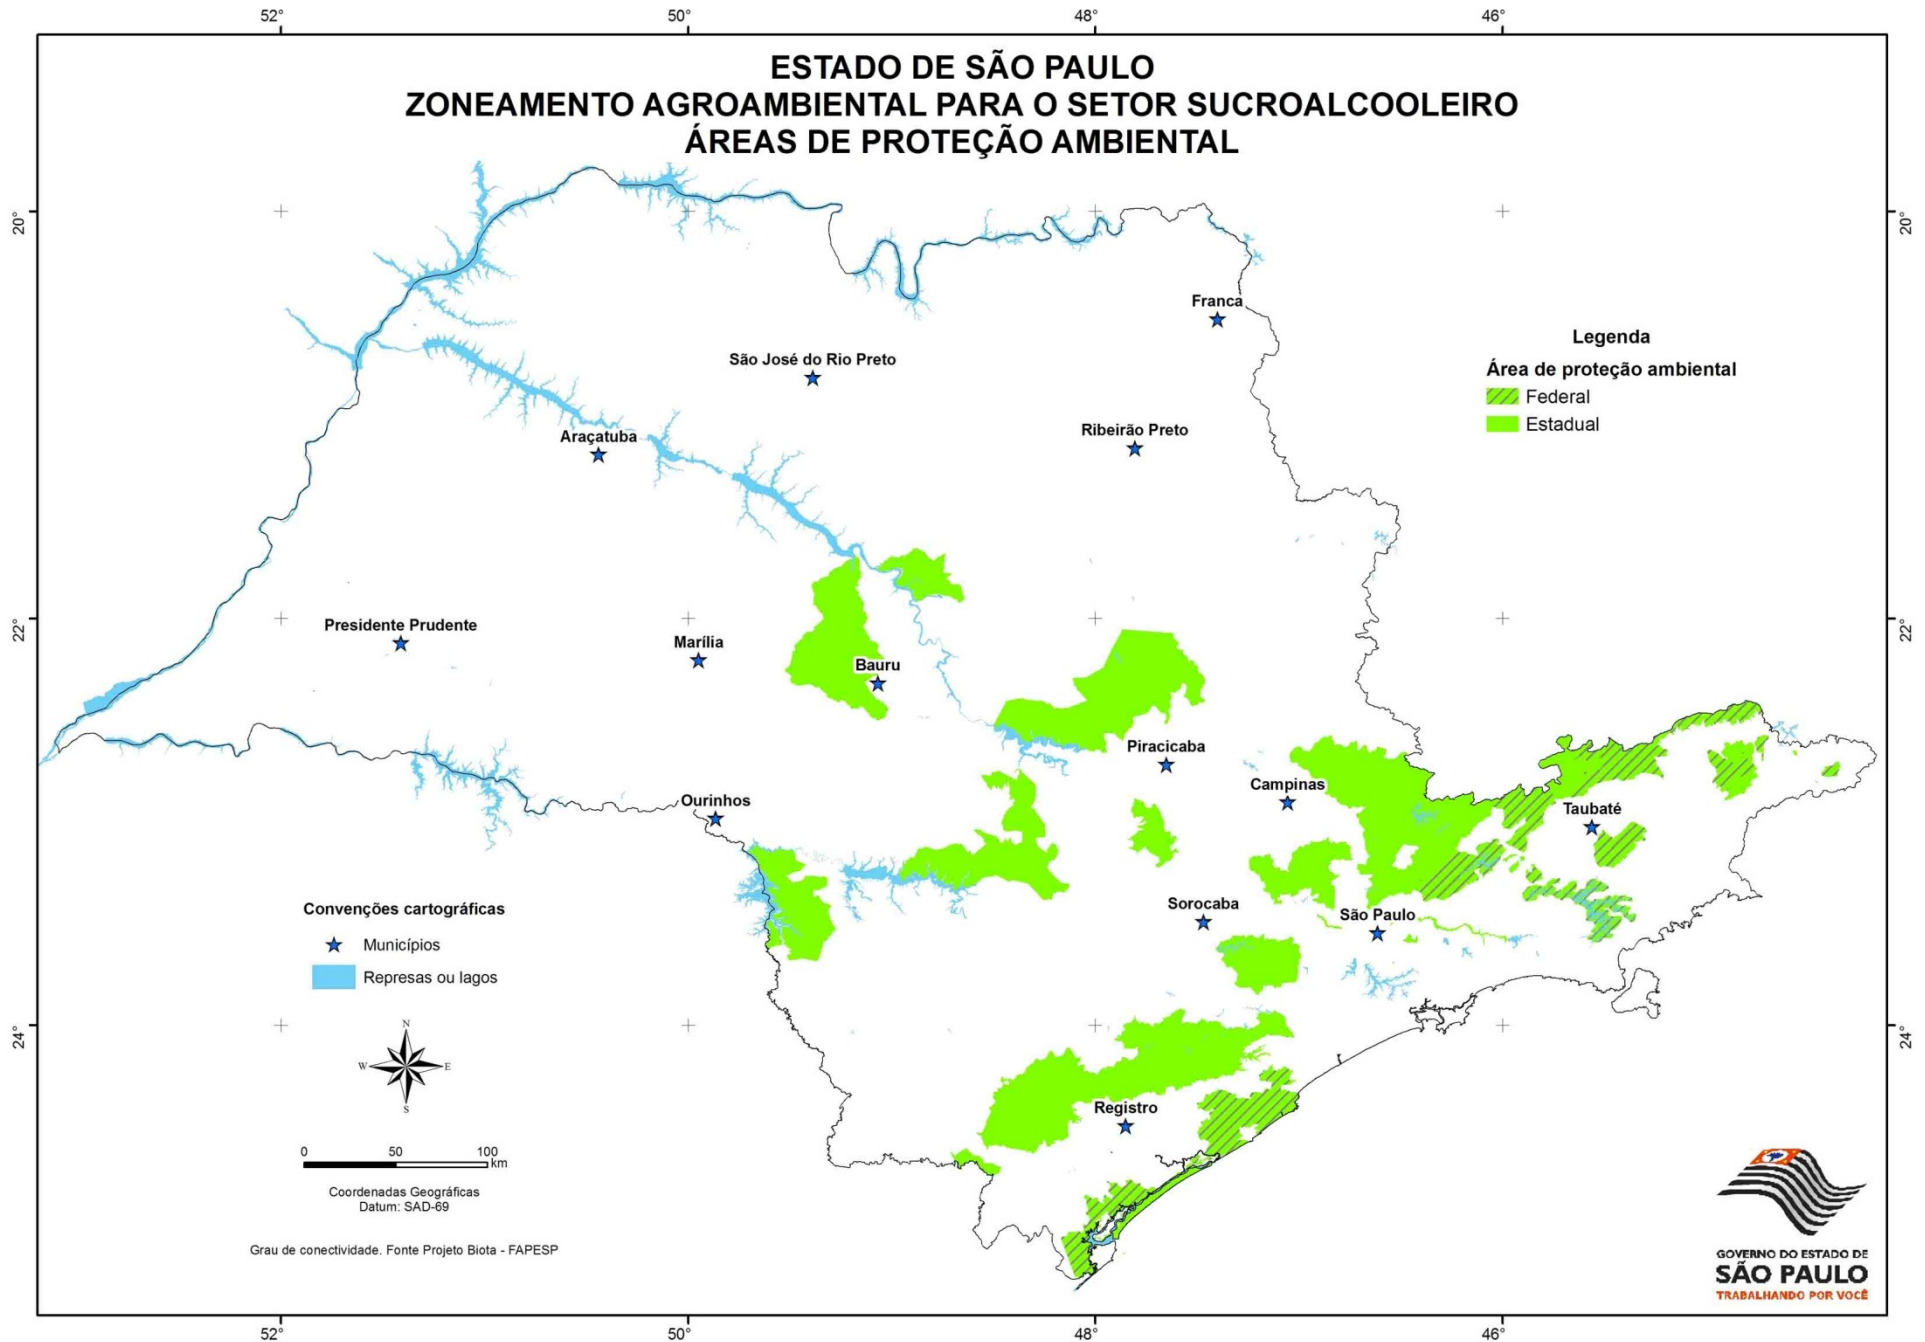 52°
50°
48°
46°
ESTADO DE SÃO PAULO
ZONEAMENTO AGROAMBIENTAL PARA O SETOR SUCROALCOOLEIRO
ÁREAS DE PROTEÇÃO AMBIENTAL
20°
20°
Franca
Legenda
Área de proteção ambiental
Federal
Estadual
São José do Rio Preto
Araçatuba
Ribeirão Preto
22°
22°
Presidente Prudente
Marília
Bauru
Piracicaba
Campinas
Ourinhos
Taubaté
Sorocaba
São Paulo
Convenções cartográficas
Municípios
Represas ou lagos
24°
24°
N
W
E
S
Registro
0
50
100
km
Coordenadas Geográficas
Datum: SAD-69
Grau de conectividade. Fonte Projeto Biota - FAPESP
GOVERNO DO ESTADO DE
SÃO PAULO
TRABALHANDO POR VOCÊ
52°
50°
48°
46°